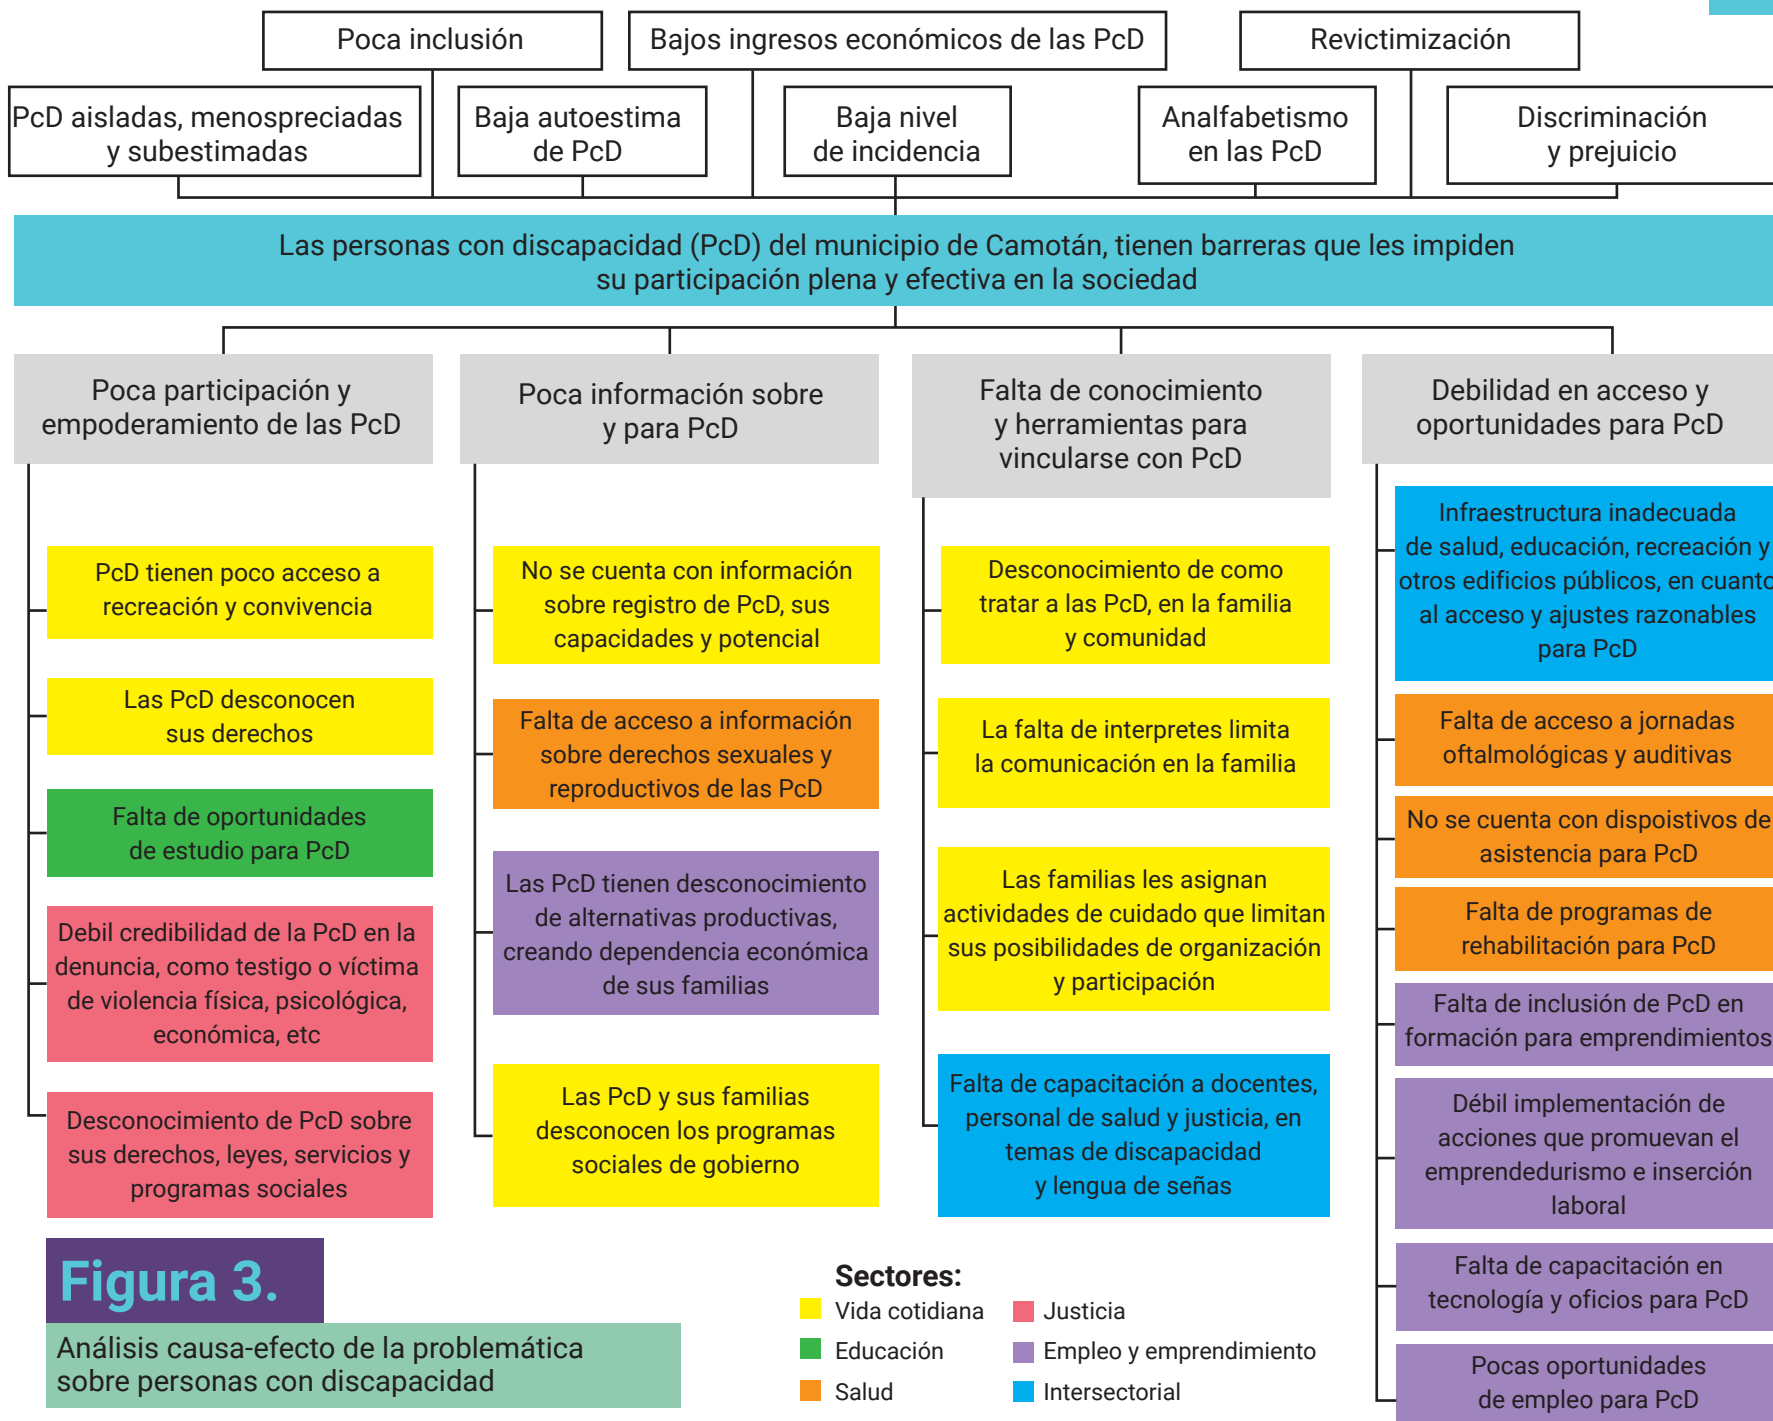 Poca inclusión
Bajos ingresos económicos de las PcD
Revictimización
PcD aisladas, menospreciadas
y subestimadas
Baja autoestima
de PcD
Baja nivel
de incidencia
Analfabetismo
en las PcD
Discriminación
y prejuicio
Las personas con discapacidad (PcD) del municipio de Camotán, tienen barreras que les impiden
su participación plena y efectiva en la sociedad
Poca participación y
empoderamiento de las PcD
PcD tienen poco acceso a
recreación y convivencia
Las PcD desconocen
sus derechos
Falta de oportunidades
de estudio para PcD
Debil credibilidad de la PcD en la
denuncia, como testigo o víctima
de violencia física, psicológica,
económica, etc
Desconocimiento de PcD sobre
sus derechos, leyes, servicios y
programas sociales
Poca información sobre
y para PcD
No se cuenta con información
sobre registro de PcD, sus
capacidades y potencial
Falta de acceso a información
sobre derechos sexuales y
reproductivos de las PcD
Las PcD tienen desconocimiento
de alternativas productivas,
creando dependencia económica
de sus familias
Las PcD y sus familias
desconocen los programas
sociales de gobierno
Falta de conocimiento
y herramientas para
vincularse con PcD
Desconocimiento de como
tratar a las PcD, en la familia
y comunidad
La falta de interpretes limita
la comunicación en la familia
Las familias les asignan
actividades de cuidado que limitan
sus posibilidades de organización
y participación
Falta de capacitación a docentes,
personal de salud y justicia, en
temas de discapacidad
y lengua de señas
Debilidad en acceso y
oportunidades para PcD
Infraestructura inadecuada
de salud, educación, recreación y
otros edificios públicos, en cuanto
al acceso y ajustes razonables
para PcD
Falta de acceso a jornadas
oftalmológicas y auditivas
No se cuenta con dispoistivos de
asistencia para PcD
Falta de programas de
rehabilitación para PcD
Falta de inclusión de PcD en
formación para emprendimientos
Débil implementación de
acciones que promuevan el
emprendedurismo e inserción
laboral
Falta de capacitación en
tecnología y oficios para PcD
Pocas oportunidades
de empleo para PcD
Figura 3.
Análisis causa-efecto de la problemática
sobre personas con discapacidad
Sectores:
Vida cotidiana
Educación
Salud
Justicia
Empleo y emprendimiento
Intersectorial